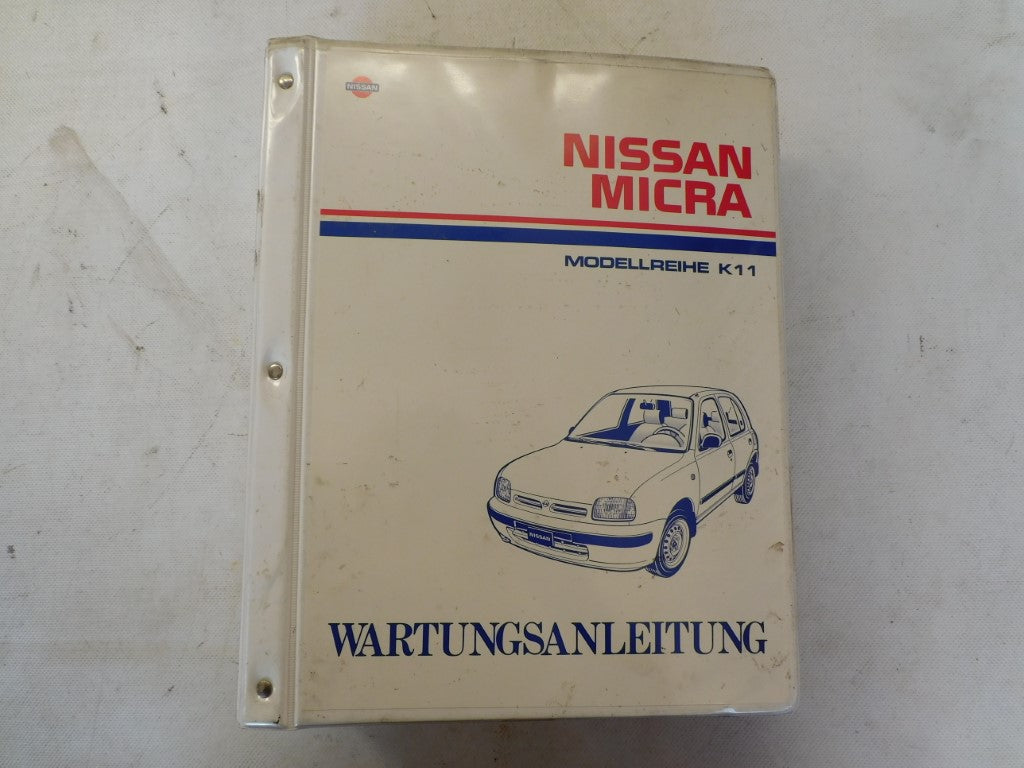 NISSAN
NISSAN
MICRA
MODELLREIHE K11
NISSAN
WARTUNGSANLEITUNG